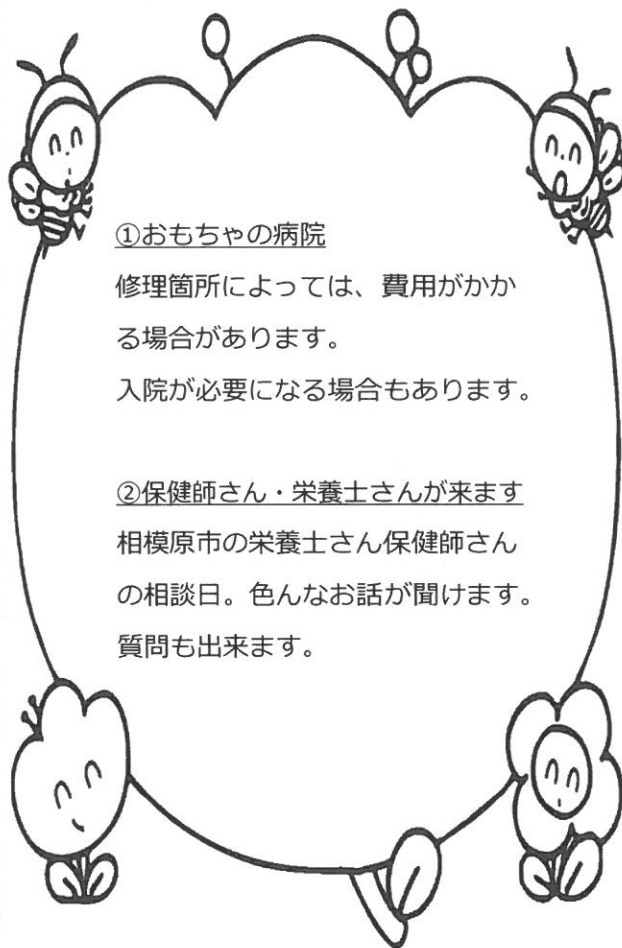 ①おもちゃの病院
修理箇所によっては、費用がかか
る場合があります。
入院が必要になる場合もあります。
②保健師さん・栄養士さんが来ます
相模原市の栄養士さん保健師さん
の相談日。色んなお話が聞けます。
質問も出来ます。